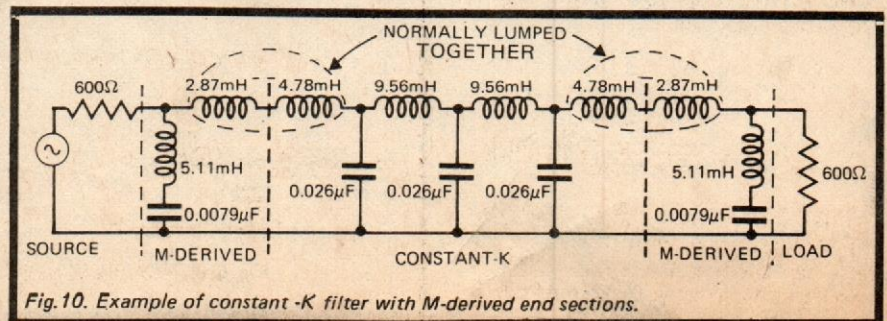 NORMALLY LUMPED
TOGETHER
600Ω
2.87mH
4.78mH
9.56mH
9.56mH
4.78mH
2.87mH
5.11mH
0.0079µF
0.026µF
0.026µF
0.026µF
5.11mH
0.0079µF
600Ω
SOURCE
M-DERIVED
CONSTANT-K
M-DERIVED
LOAD
Fig.10. Example of constant -K filter with M-derived end sections.